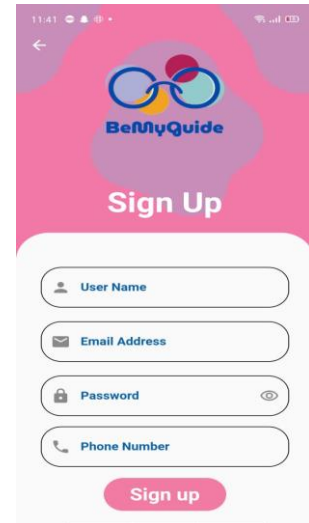 11:41
BeMyGuide
Sign Up
User Name
Email Address
Password
Phone Number
Sign up